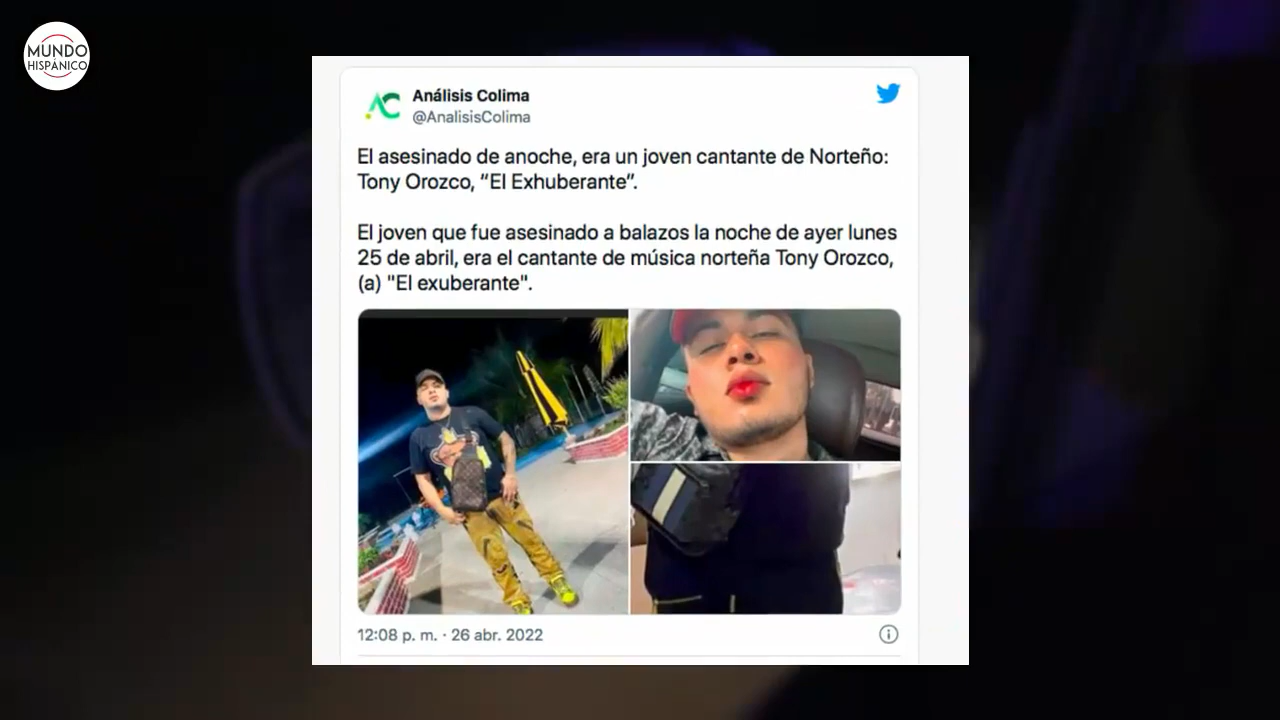 MUNDO
HISPÁNICO
Análisis Colima
@AnalisisColima
El asesinado de anoche, era un joven cantante de Norteño:
Tony Orozco, “El Exhuberante”.
El joven que fue asesinado a balazos la noche de ayer lunes
25 de abril, era el cantante de música norteña Tony Orozco,
(a) "El exuberante".
12:08 p. m. · 26 abr. 2022